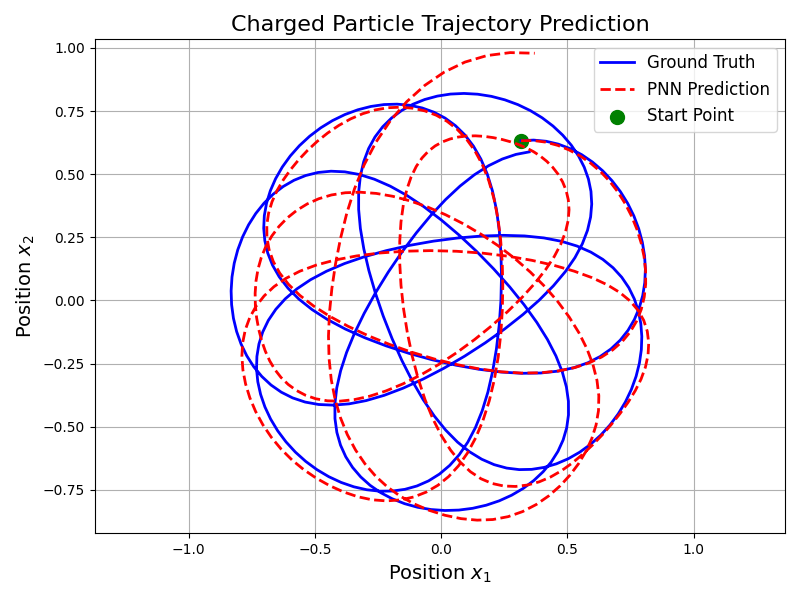 Charged Particle Trajectory Prediction
Ground Truth
PNN Prediction
Start Point
1.00
0.75
0.50
0.25
0.00
−0.25
−0.50
−0.75
Position x₂
−1.0
−0.5
0.0
0.5
1.0
Position x₁